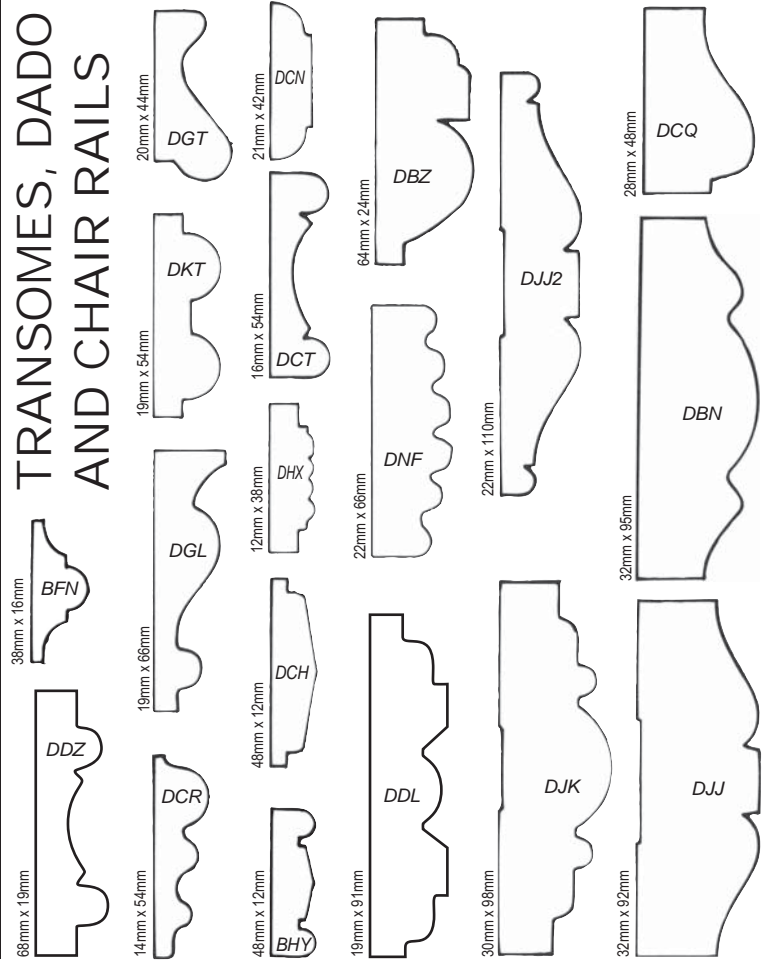 TRANSOMES, DADO
AND CHAIR RAILS
68mm x 19mm
DDZ
38mm x 16mm
BFN
14mm x 54mm
DCR
19mm x 66mm
DGL
19mm x 54mm
DKT
20mm x 44mm
DGT
48mm x 12mm
BHY
48mm x 12mm
DCH
12mm x 38mm
DHX
16mm x 54mm
DCT
21mm x 42mm
DCN
19mm x 91mm
DDL
22mm x 66mm
DNF
64mm x 24mm
DBZ
30mm x 98mm
DJK
22mm x 110mm
DJJ2
32mm x 92mm
DJJ
32mm x 95mm
DBN
28mm x 48mm
DCQ